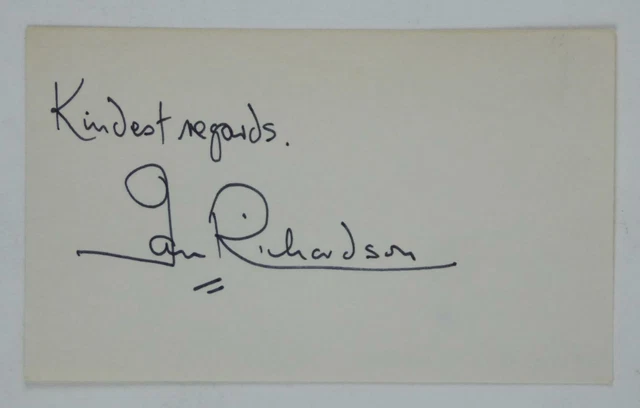 Kindest regards.
Ian Richardson